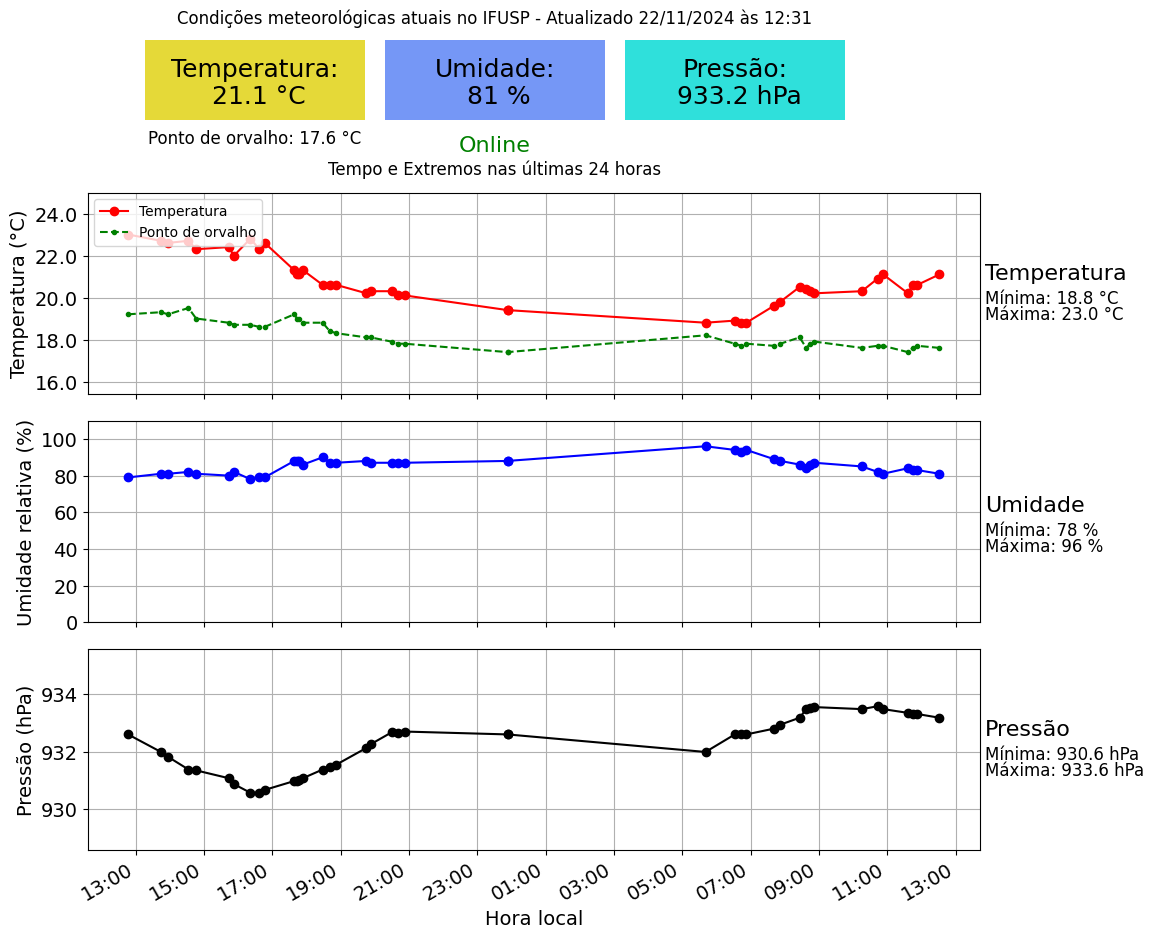 Condições meteorológicas atuais no IFUSP - Atualizado 22/11/2024 às 12:31
Temperatura:
21.1 °C
Umidade:
81 %
Pressão:
933.2 hPa
Ponto de orvalho: 17.6 °C
Online
Tempo e Extremos nas últimas 24 horas
Temperatura (°C)
24.0
22.0
20.0
18.0
16.0
Temperatura
Ponto de orvalho
Temperatura
Mínima: 18.8 °C
Máxima: 23.0 °C
Umidade relativa (%)
100
80
60
40
20
0
Umidade
Mínima: 78 %
Máxima: 96 %
Pressão (hPa)
934
932
930
Pressão
Mínima: 930.6 hPa
Máxima: 933.6 hPa
13:00 15:00 17:00 19:00 21:00 23:00 01:00 03:00 05:00 07:00 09:00 11:00 13:00
Hora local